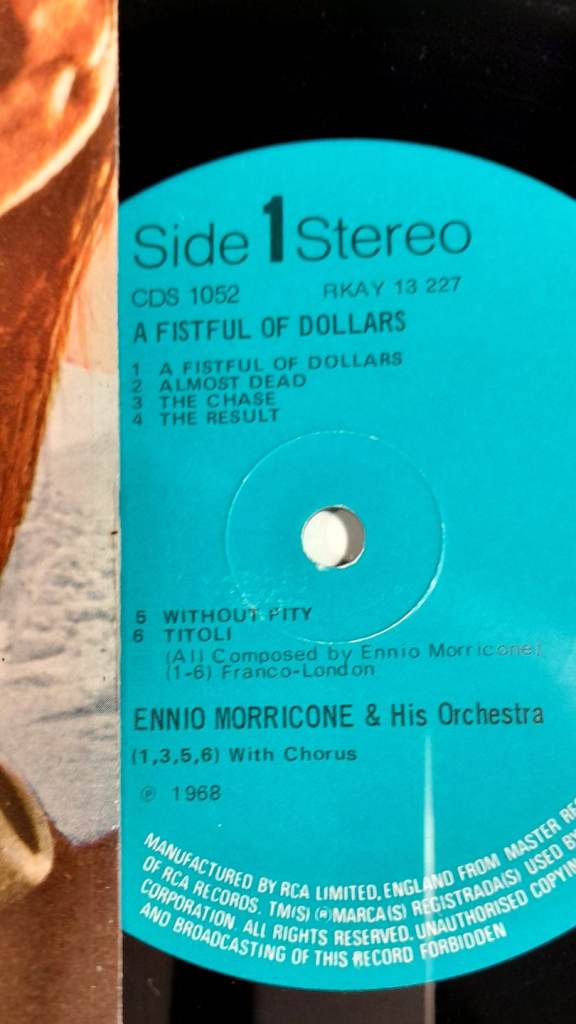 Side 1 Stereo
CDS 1052 RKAY 13 227
A FISTFUL OF DOLLARS
1 A FISTFUL OF DOLLARS
2 ALMOST DEAD
3 THE CHASE
4 THE RESULT
5 WITHOUT PITY
6 TITOLI
(All Composed by Ennio Morricone)
(1-6) Franco-London
ENNIO MORRICONE & His Orchestra
(1,3,5,6) With Chorus
℗ 1968
MANUFACTURED BY RCA LIMITED, ENGLAND FROM MASTER
OF RCA RECORDS. TM(S) ® MARCA(S) REGISTRADA(S) USED BY
CORPORATION. ALL RIGHTS RESERVED. UNAUTHORISED
AND BROADCASTING OF THIS RECORD FORBIDDEN